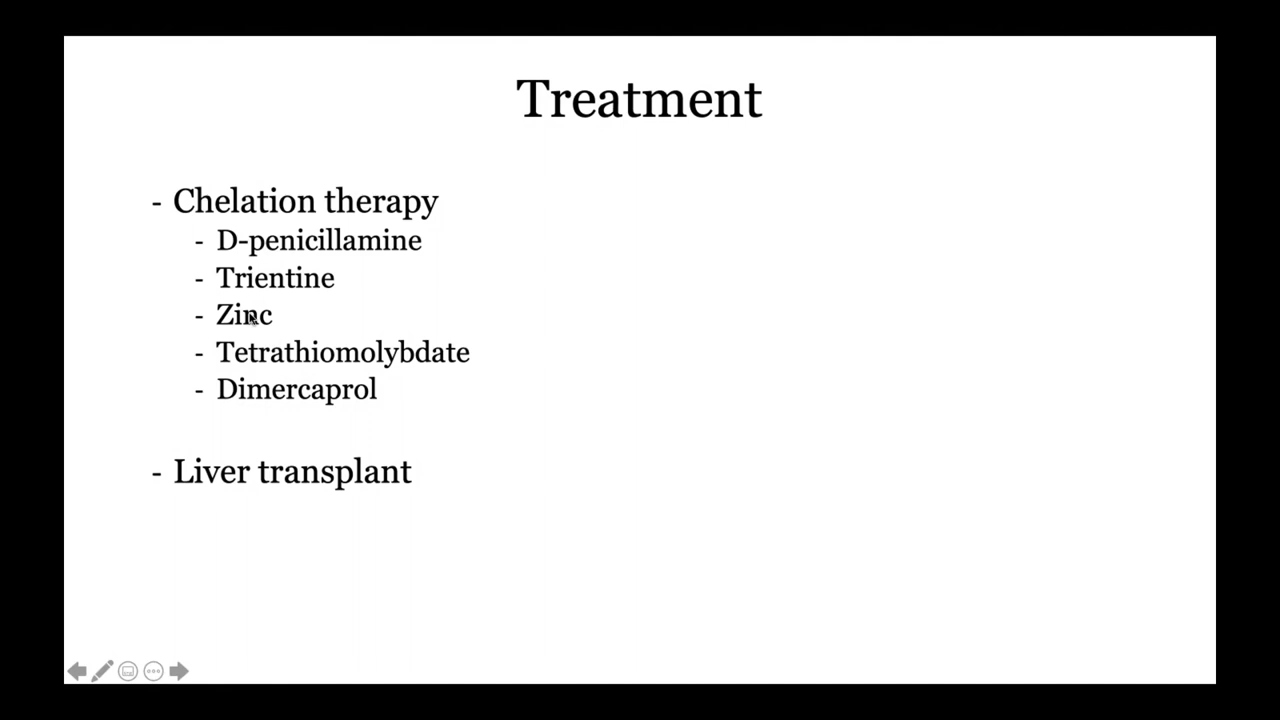 Treatment
- Chelation therapy
- D-penicillamine
- Trientine
- Zinc
- Tetrathiomolybdate
- Dimercaprol
- Liver transplant